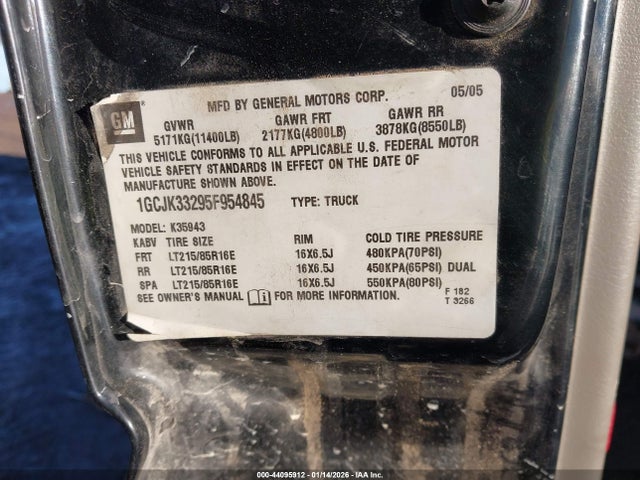 MFD BY GENERAL MOTORS CORP. 05/05
GM
GVWR GAWR FRT GAWR RR
5171KG(11400LB) 2177KG(4800LB) 3878KG(8550LB)
THIS VEHICLE CONFORMS TO ALL APPLICABLE U.S. FEDERAL MOTOR
VEHICLE SAFETY STANDARDS IN EFFECT ON THE DATE OF
MANUFACTURE SHOWN ABOVE.
1GCJK33295F954845 TYPE: TRUCK
MODEL: K35943
KABV TIRE SIZE RIM COLD TIRE PRESSURE
FRT LT215/85R16E 16X6.5J 480KPA(70PSI)
RR LT215/85R16E 16X6.5J 450KPA(65PSI) DUAL
SPA LT215/85R16E 16X6.5J 550KPA(80PSI)
SEE OWNER'S MANUAL FOR MORE INFORMATION.
F 182
T 3266
000-44095912 - 01/14/2026 - IAA Inc.